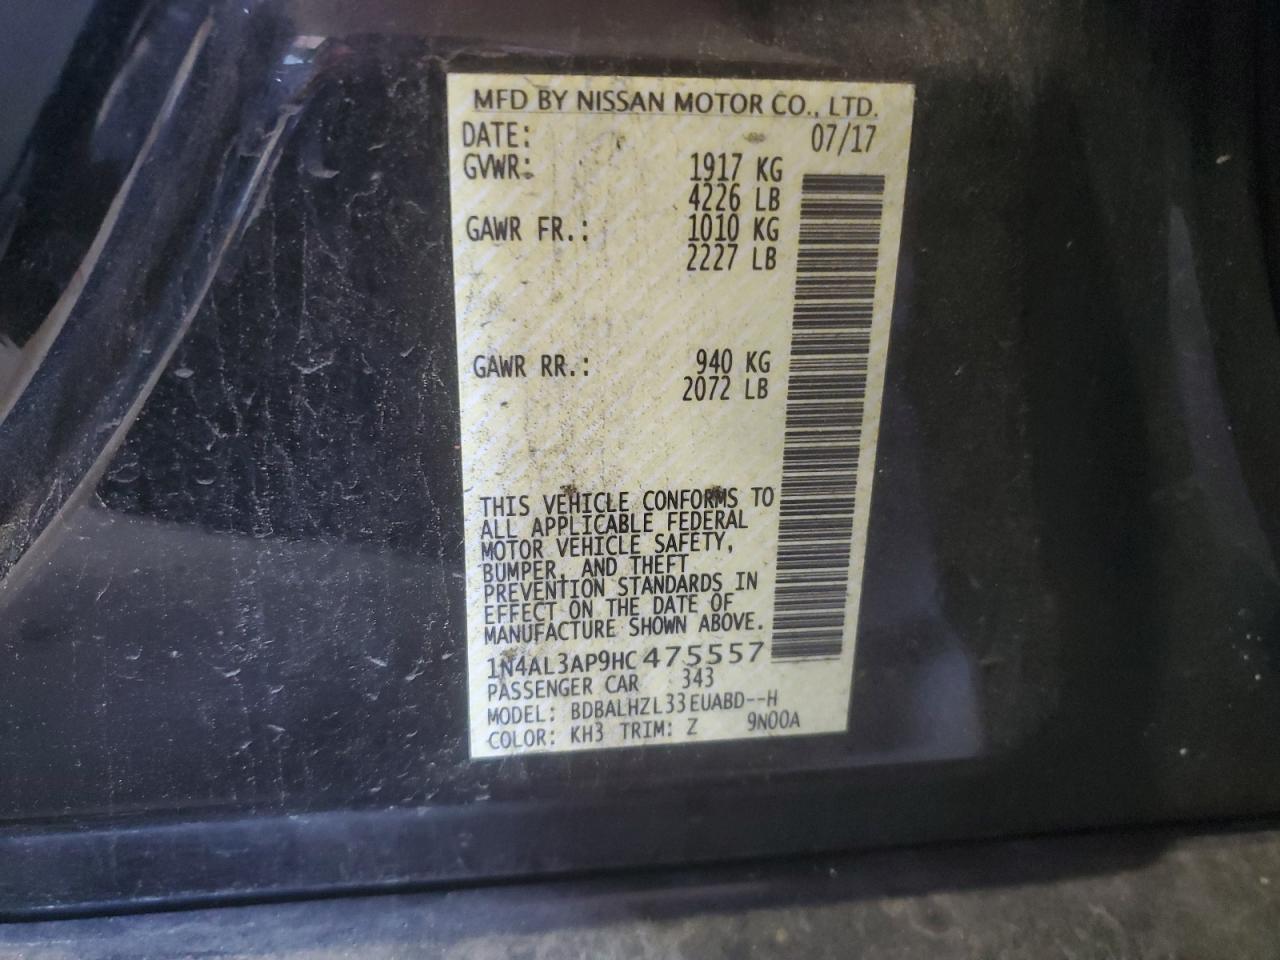 MFD BY NISSAN MOTOR CO., LTD.
DATE: 07/17
GVWR: 1917 KG
4226 LB
GAWR FR.: 1010 KG
2227 LB
GAWR RR.: 940 KG
2072 LB
THIS VEHICLE CONFORMS TO
ALL APPLICABLE FEDERAL
MOTOR VEHICLE SAFETY,
BUMPER, AND THEFT
PREVENTION STANDARDS IN
EFFECT ON THE DATE OF
MANUFACTURE SHOWN ABOVE.
1N4AL3AP9HC475557
PASSENGER CAR 343
MODEL: BDBALHZL33EUABD--H
COLOR: KH3 TRIM: Z 9N00A